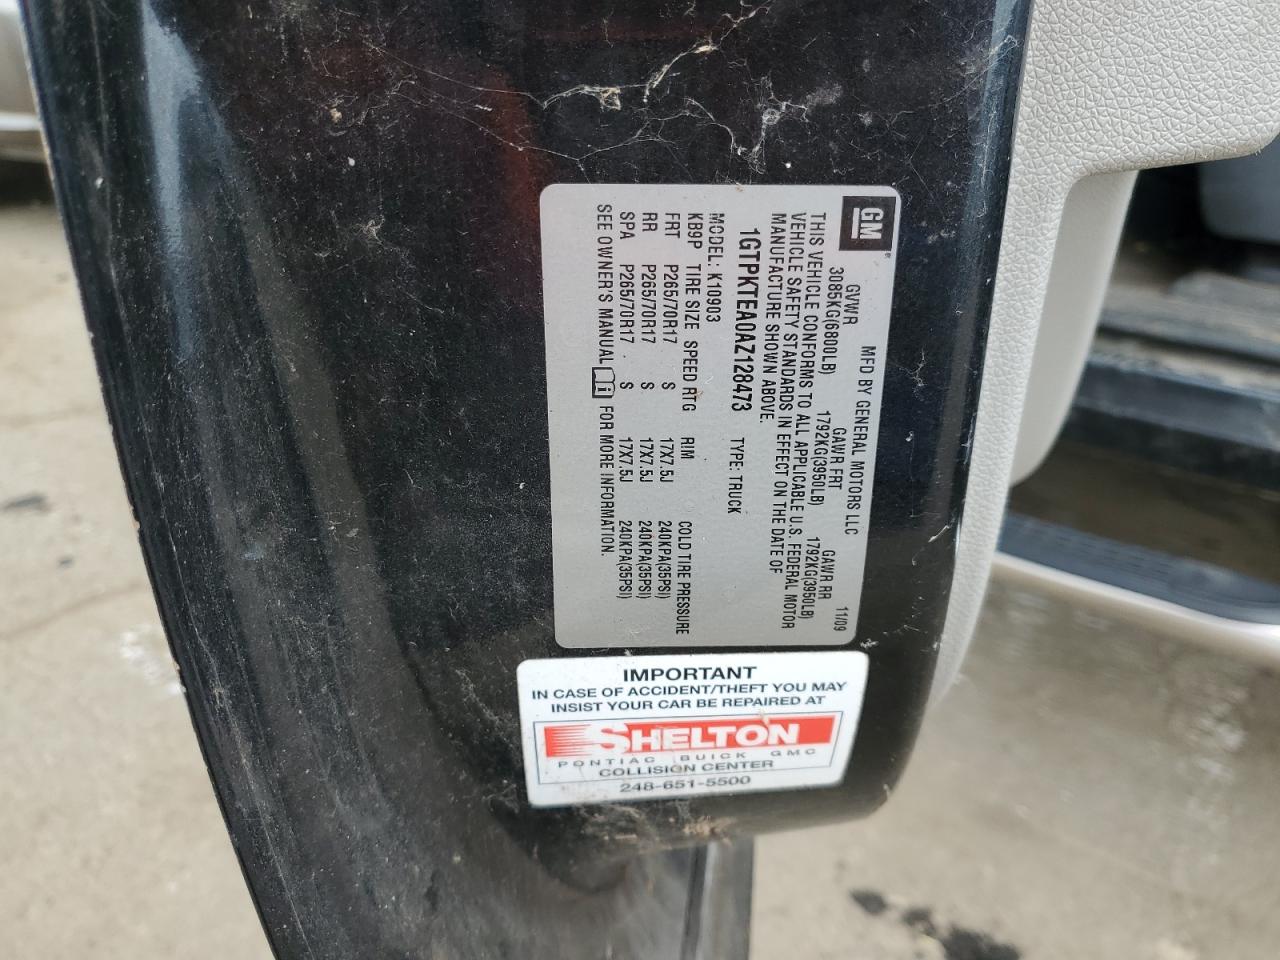 GM
MFD BY GENERAL MOTORS LLC 11/09
GVWR GAWR FRT GAWR RR
3085KG(6800LB) 1792KG(3950LB) 1792KG(3950LB)
THIS VEHICLE CONFORMS TO ALL APPLICABLE U.S. FEDERAL MOTOR
VEHICLE SAFETY STANDARDS IN EFFECT ON THE DATE OF
MANUFACTURE SHOWN ABOVE.
1GTPKTEA0AZ128473 TYPE: TRUCK
MODEL: K10903
KB9P TIRE SIZE SPEED RTG RIM COLD TIRE PRESSURE
FRT P265/70R17 S 17X7.5J 240KPA(35PSI)
RR P265/70R17 S 17X7.5J 240KPA(35PSI)
SPA P265/70R17 S 17X7.5J 240KPA(35PSI)
SEE OWNER'S MANUAL FOR MORE INFORMATION.
IMPORTANT
IN CASE OF ACCIDENT/THEFT YOU MAY
INSIST YOUR CAR BE REPAIRED AT
SHELTON
PONTIAC BUICK GMC
COLLISION CENTER
248-651-5500